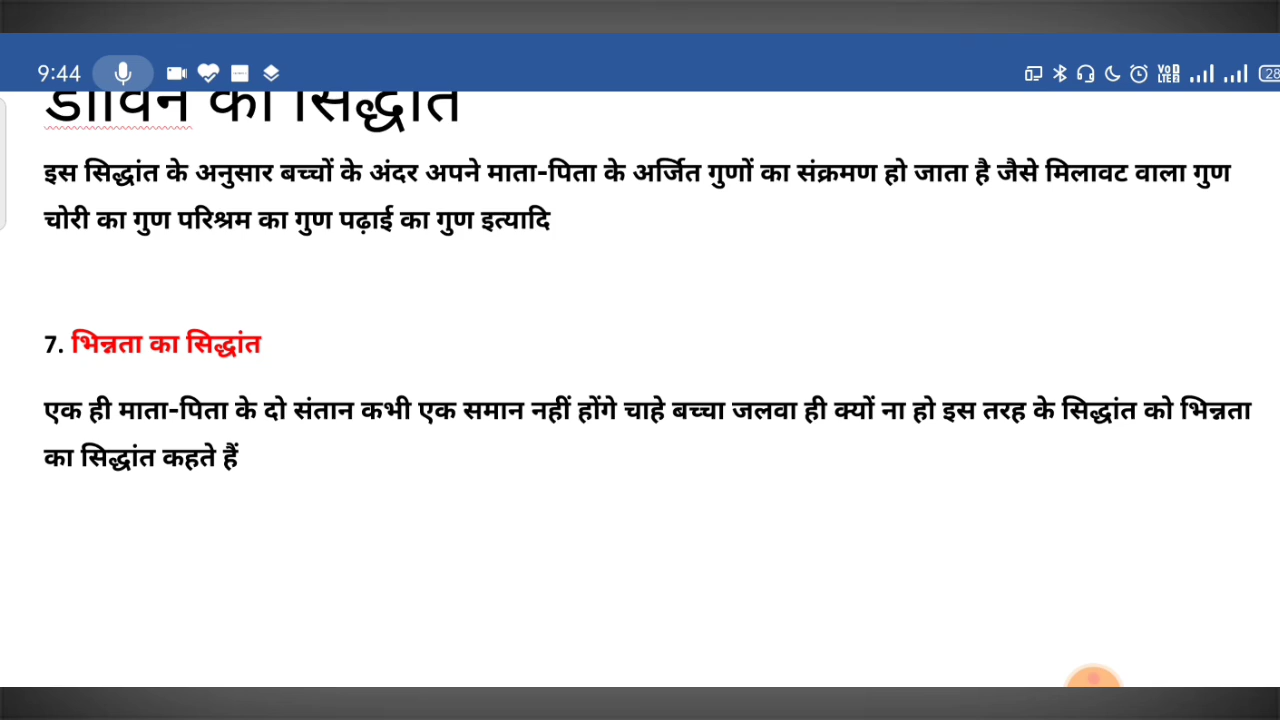 9:44
डार्विन का सिद्धांत
इस सिद्धांत के अनुसार बच्चों के अंदर अपने माता-पिता के अर्जित गुणों का संक्रमण हो जाता है जैसे मिलावट वाला गुण
चोरी का गुण परिश्रम का गुण पढ़ाई का गुण इत्यादि
7. भिन्नता का सिद्धांत
एक ही माता-पिता के दो संतान कभी एक समान नहीं होंगे चाहे बच्चा जलवा ही क्यों ना हो इस तरह के सिद्धांत को भिन्नता
का सिद्धांत कहते हैं